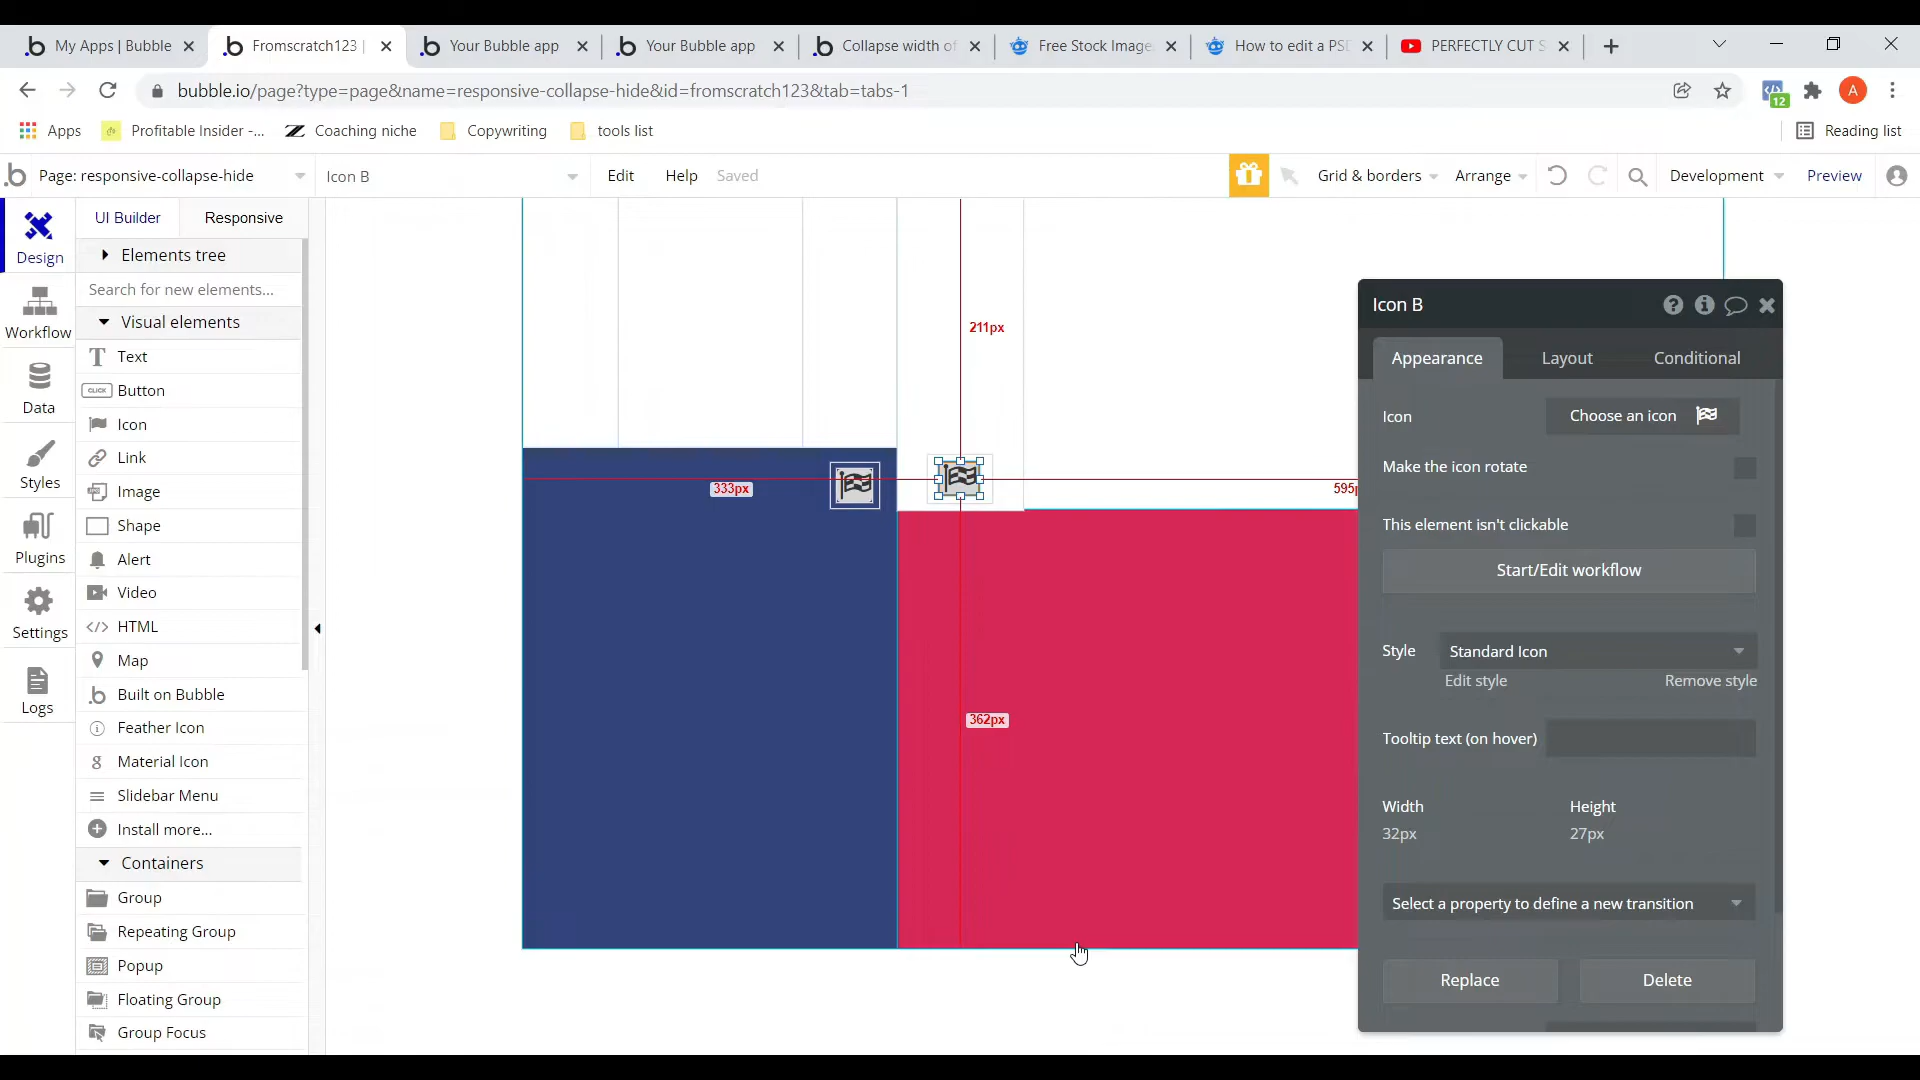 My Apps | Bubble
Fromscratch123 |
Your Bubble app
Your Bubble app
Collapse width of
Free Stock Image
How to edit a PSD
PERFECTLY CUT S
bubble.io/page?type=page&name=responsive-collapse-hide&id=fromscratch123&tab=tabs-1
12
A
Apps
Profitable Insider -...
Coaching niche
Copywriting
tools list
Reading list
Page: responsive-collapse-hide
Icon B
Edit
Help
Saved
Grid & borders
Arrange
Development
Preview
Design
Workflow
Data
Styles
Plugins
Settings
Logs
UI Builder
Responsive
Elements tree
Search for new elements...
Visual elements
Text
CLICK
Button
Icon
Link
Image
Shape
Alert
Video
HTML
Map
Built on Bubble
Feather Icon
Material Icon
Slidebar Menu
Install more...
Containers
Group
Repeating Group
Popup
Floating Group
Group Focus
211px
333px
595p
362px
Icon B
Appearance
Layout
Conditional
Icon
Choose an icon
Make the icon rotate
This element isn't clickable
Start/Edit workflow
Style
Standard Icon
Edit style
Remove style
Tooltip text (on hover)
Width
Height
32px
27px
Select a property to define a new transition
Replace
Delete